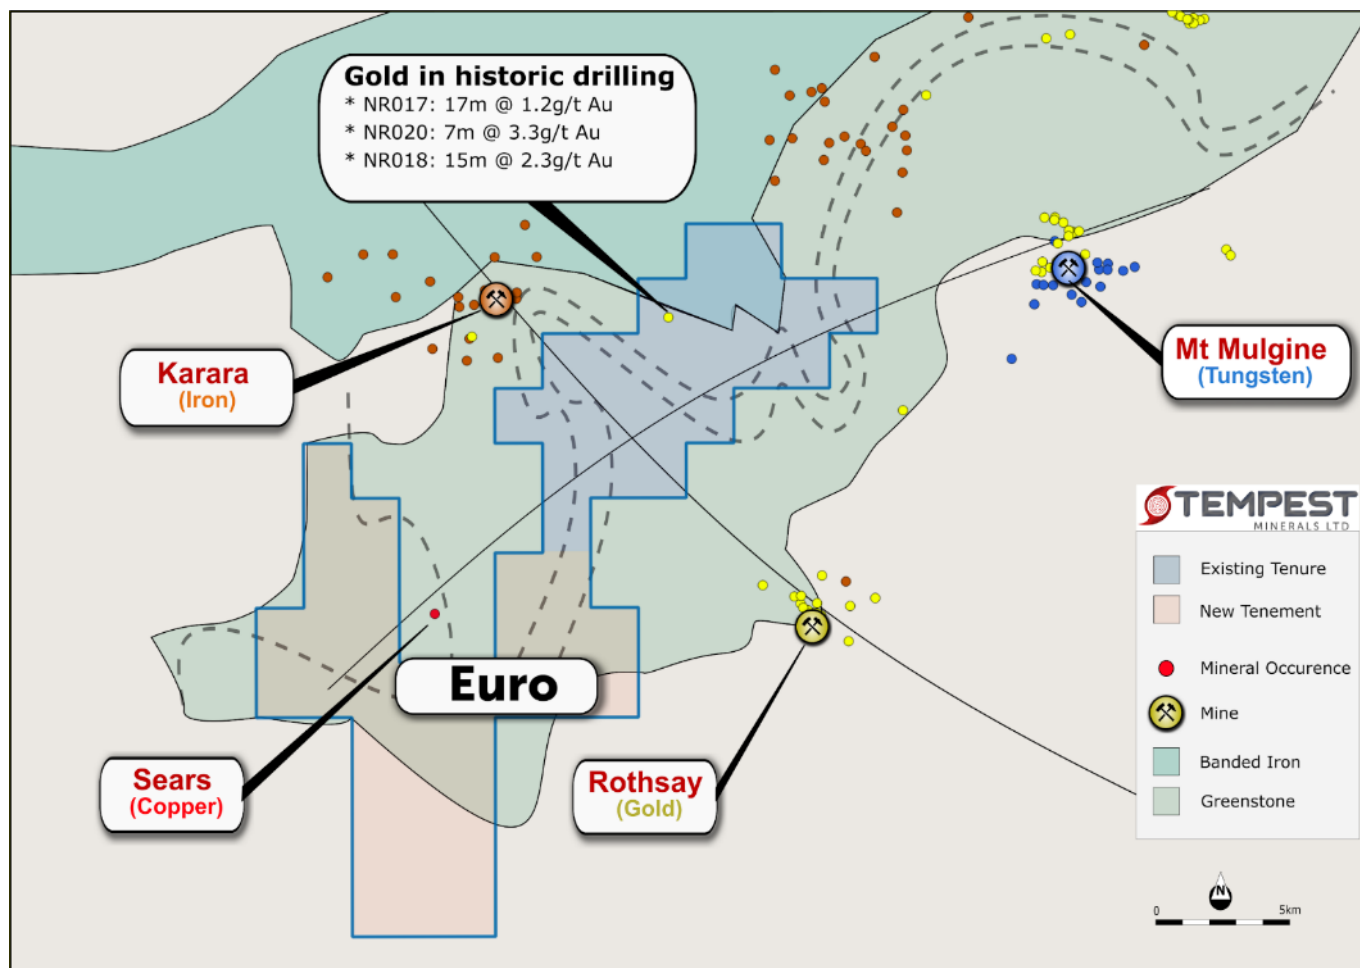 Gold in historic drilling
* NR017: 17m @ 1.2g/t Au
* NR020: 7m @ 3.3g/t Au
* NR018: 15m @ 2.3g/t Au
Karara
(Iron)
Mt Mulgine
(Tungsten)
Euro
Sears
(Copper)
Rothsay
(Gold)
TEMPEST
MINERALS LTD
Existing Tenure
New Tenement
Mineral Occurence
Mine
Banded Iron
Greenstone
N
0 5km